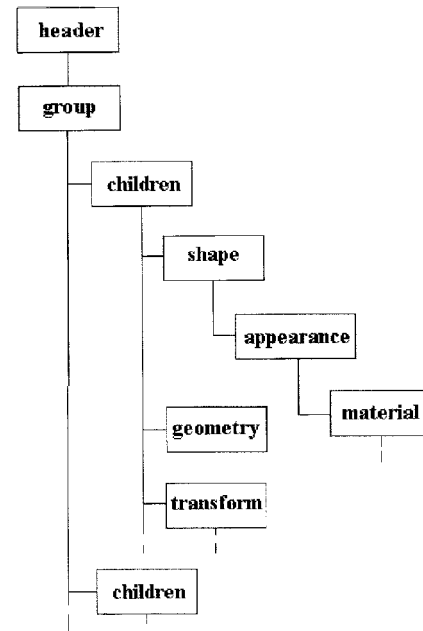 header
group
children
shape
appearance
material
geometry
transform
children